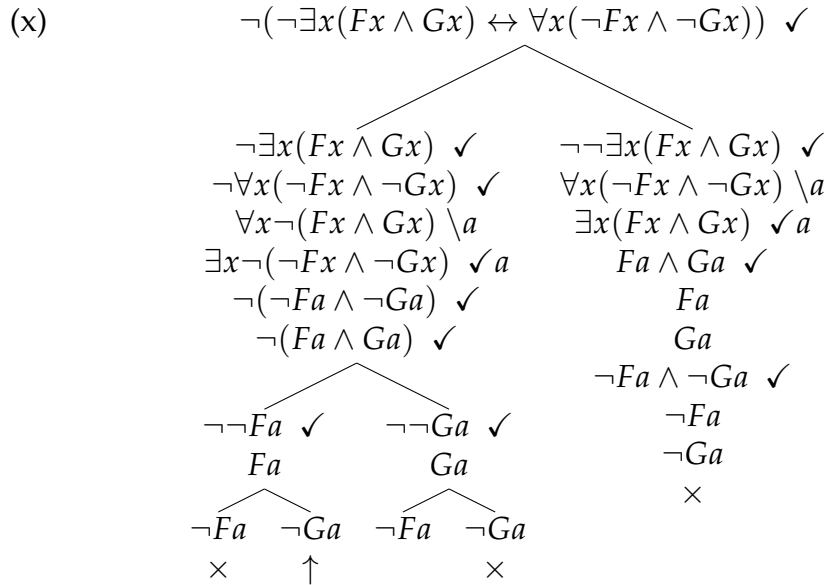 (x) ¬(¬∃x(Fx ∧ Gx) ↔ ∀x(¬Fx ∧ ¬Gx)) ✓
¬∃x(Fx ∧ Gx) ✓ ¬¬∃x(Fx ∧ Gx) ✓
¬∀x(¬Fx ∧ ¬Gx) ✓ ∀x(¬Fx ∧ ¬Gx) \a
∀x¬(Fx ∧ Gx) \a ∃x(Fx ∧ Gx) ✓a
∃x¬(¬Fx ∧ ¬Gx) ✓a Fa ∧ Ga ✓
¬(¬Fa ∧ ¬Ga) ✓ Fa
¬(Fa ∧ Ga) ✓ Ga
¬Fa ∧ ¬Ga ✓
¬¬Fa ✓ ¬¬Ga ✓ ¬Fa
Fa Ga ¬Ga
×
¬Fa ¬Ga ¬Fa ¬Ga
× ↑ ×